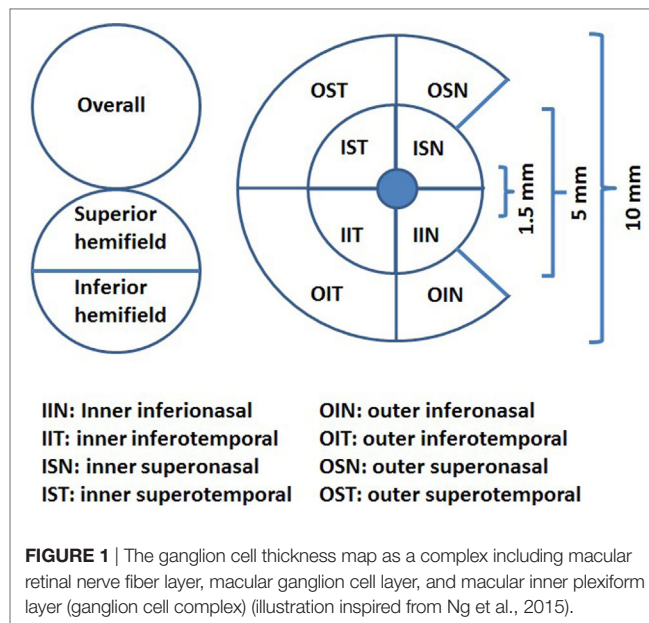 Overall
Superior
hemifield
Inferior
hemifield
OST
OSN
IST
ISN
IIT
IIN
OIT
OIN
1.5 mm
5 mm
10 mm
IIN: Inner inferionasal
IIT: inner inferotemporal
ISN: inner superonasal
IST: inner superotemporal
OIN: outer inferonasal
OIT: outer inferotemporal
OSN: outer superonasal
OST: outer superotemporal
FIGURE 1 | The ganglion cell thickness map as a complex including macular
retinal nerve fiber layer, macular ganglion cell layer, and macular inner plexiform
layer (ganglion cell complex) (illustration inspired from Ng et al., 2015).